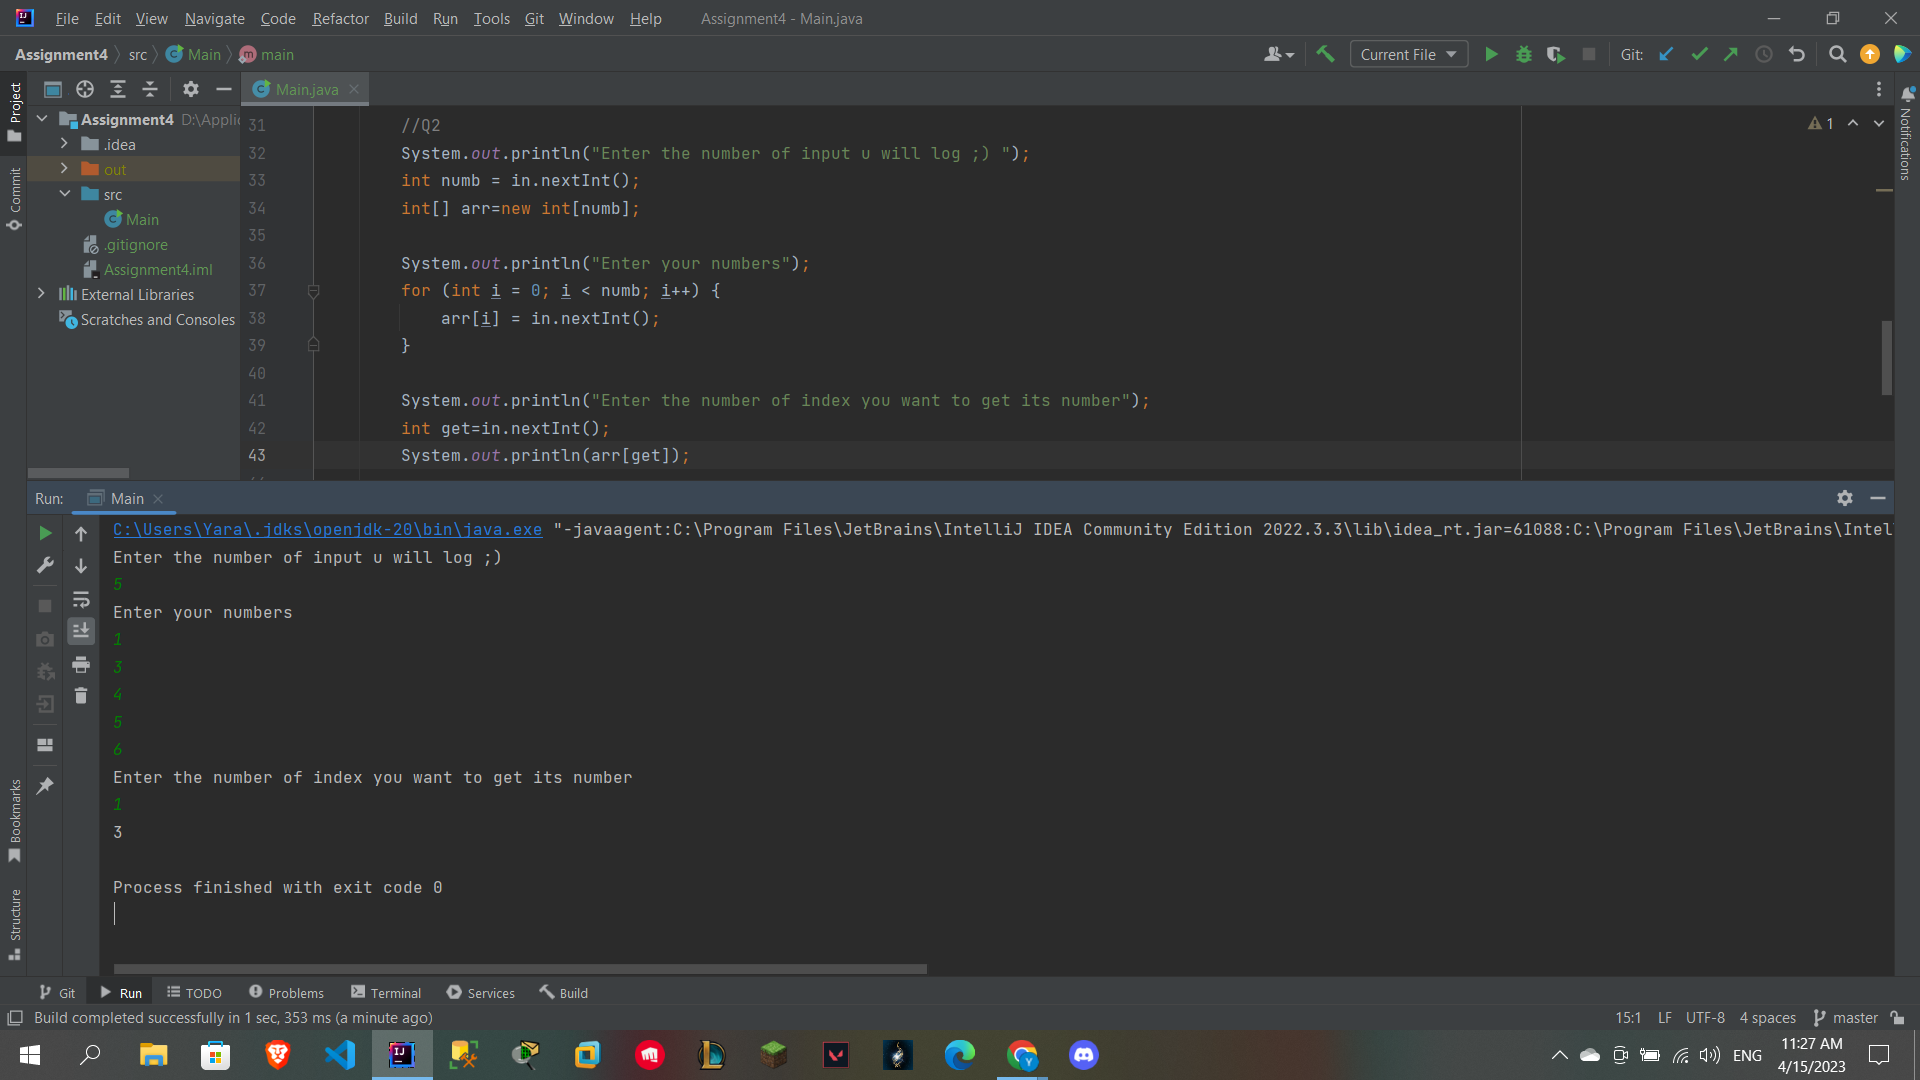 File Edit View Navigate Code Refactor Build Run Tools Git Window Help Assignment4 - Main.java
Assignment4 src Main main Current File Git:
Project
Commit
Bookmarks
Structure
Notifications
Main.java
Assignment4 D:\Applic
.idea
out
src
Main
.gitignore
Assignment4.iml
External Libraries
Scratches and Consoles
1
31 //Q2
32 System.out.println("Enter the number of input u will log ;) ");
33 int numb = in.nextInt();
34 int[] arr=new int[numb];
35
36 System.out.println("Enter your numbers");
37 for (int i = 0; i < numb; i++) {
38 arr[i] = in.nextInt();
39 }
40
41 System.out.println("Enter the number of index you want to get its number");
42 int get=in.nextInt();
43 System.out.println(arr[get]);
Run: Main
C:\Users\Yara\.jdks\openjdk-20\bin\java.exe "-javaagent:C:\Program Files\JetBrains\IntelliJ IDEA Community Edition 2022.3.3\lib\idea_rt.jar=61088:C:\Program Files\JetBrains\Intel
Enter the number of input u will log ;)
5
Enter your numbers
1
3
4
5
6
Enter the number of index you want to get its number
1
3
Process finished with exit code 0
Git Run TODO Problems Terminal Services Build
Build completed successfully in 1 sec, 353 ms (a minute ago) 15:1 LF UTF-8 4 spaces master
ENG 11:27 AM
4/15/2023